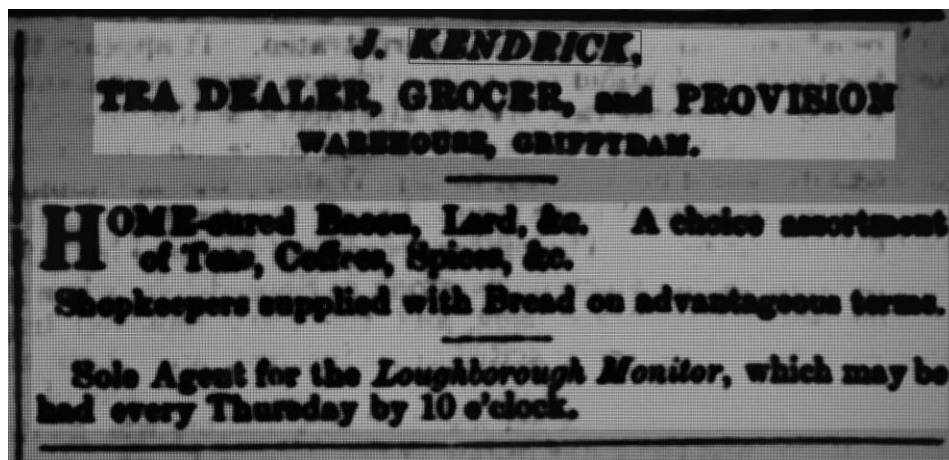 J. KENDRICK,
TEA DEALER, GROCER, and PROVISION
WAREHOUSE, GRIFFYDAM.
HOME-cured Bacon, Lard, &c. A choice assortment
of Teas, Coffees, Spices, &c.
Shopkeepers supplied with Bread on advantageous terms.
Sole Agent for the Loughborough Monitor, which may be
had every Thursday by 10 o'clock.